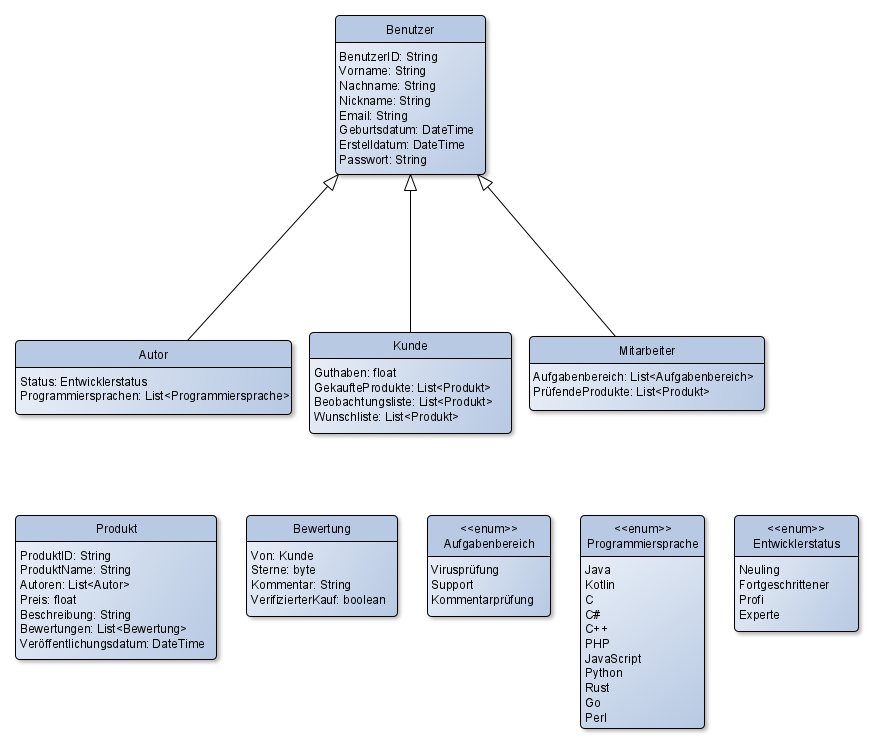 Benutzer
BenutzerID: String
Vorname: String
Nachname: String
Nickname: String
Email: String
Geburtsdatum: DateTime
Erstelldatum: DateTime
Passwort: String
Autor
Status: Entwicklerstatus
Programmiersprachen: List<Programmiersprache>
Kunde
Guthaben: float
GekaufteProdukte: List<Produkt>
Beobachtungsliste: List<Produkt>
Wunschliste: List<Produkt>
Mitarbeiter
Aufgabenbereich: List<Aufgabenbereich>
PrüfendeProdukte: List<Produkt>
Produkt
ProduktID: String
ProduktName: String
Autoren: List<Autor>
Preis: float
Beschreibung: String
Bewertungen: List<Bewertung>
Veröffentlichungsdatum: DateTime
Bewertung
Von: Kunde
Sterne: byte
Kommentar: String
VerifizierterKauf: boolean
<<enum>>
Aufgabenbereich
Virusprüfung
Support
Kommentarprüfung
<<enum>>
Programmiersprache
Java
Kotlin
C
C#
C++
PHP
JavaScript
Python
Rust
Go
Perl
<<enum>>
Entwicklerstatus
Neuling
Fortgeschrittener
Profi
Experte